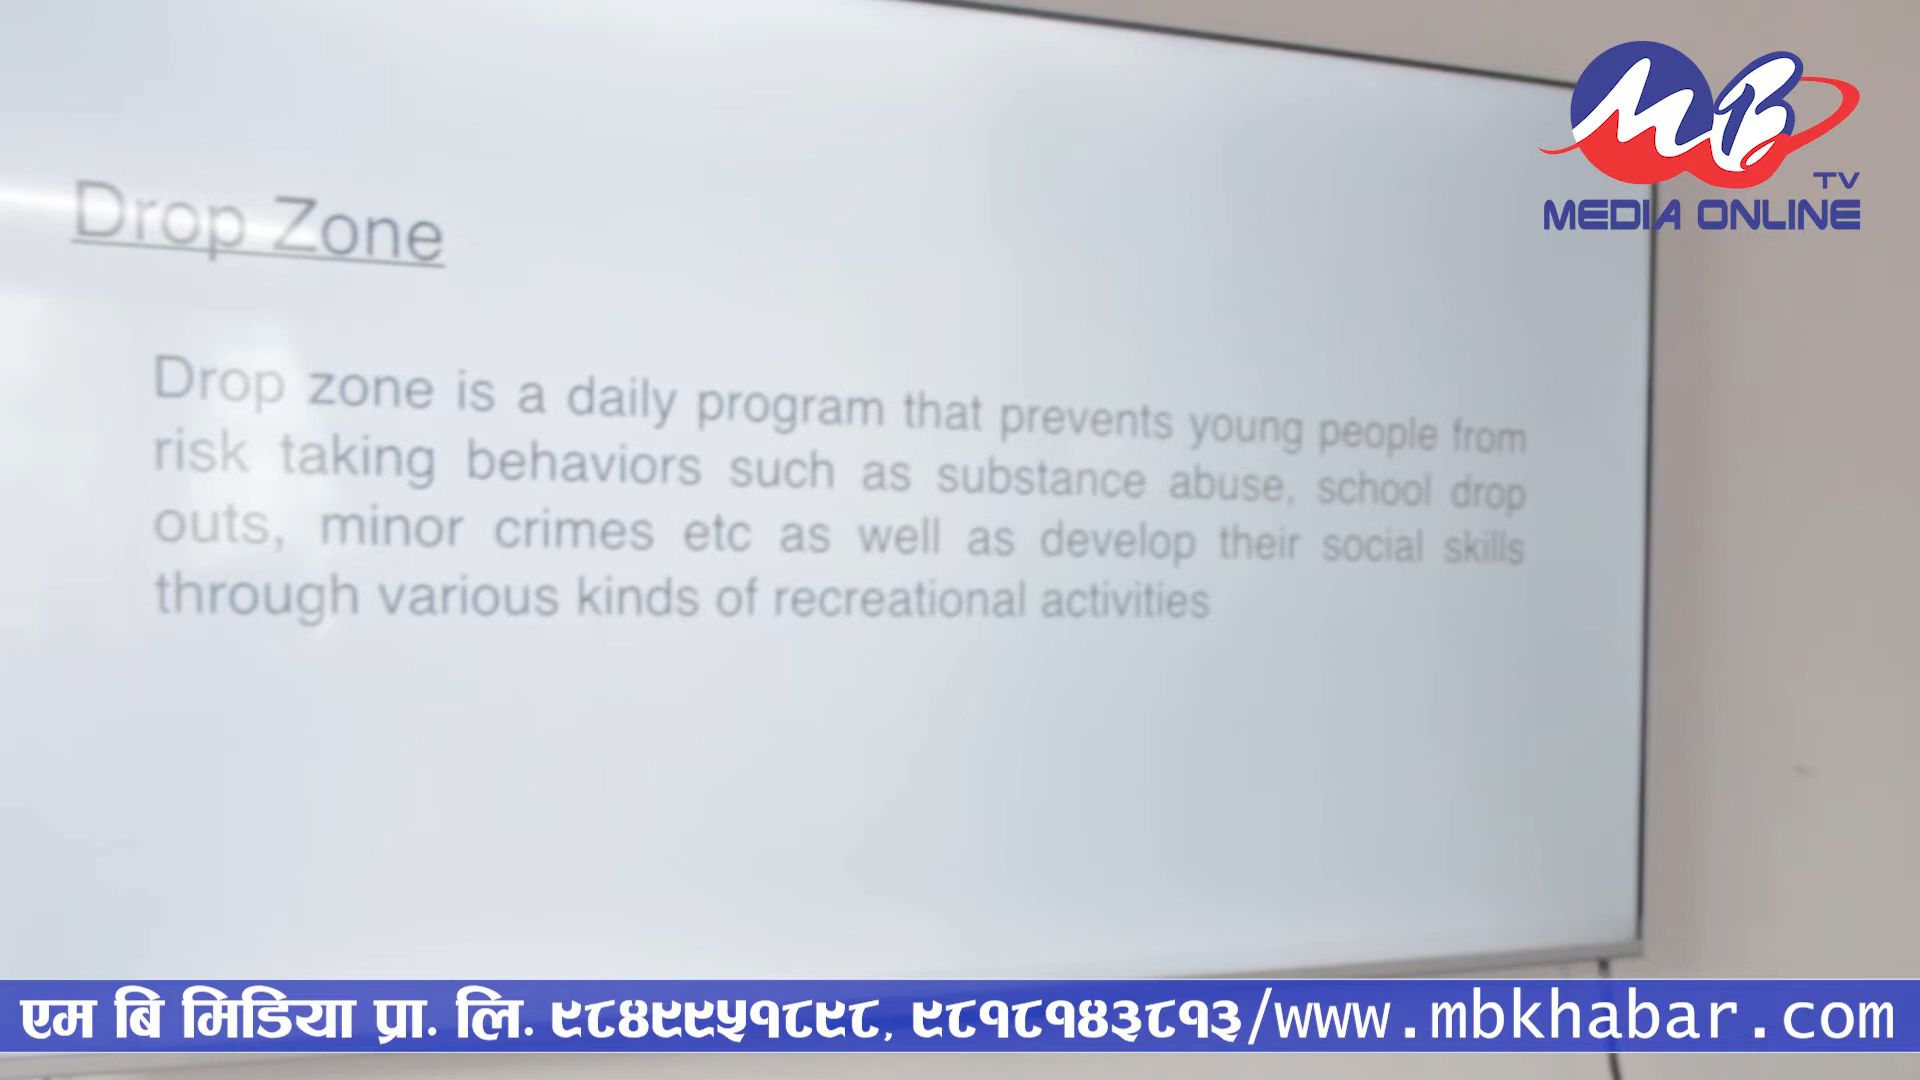 MB
TV
MEDIA ONLINE
Drop Zone
Drop zone is a daily program that prevents young people from
risk taking behaviors such as substance abuse, school drop
outs, minor crimes etc as well as develop their social skills
through various kinds of recreational activities
एम बि मिडिया प्रा. लि. ९८४९९५१८९८, ९८१८१४३८१३/www.mbkhabar.com